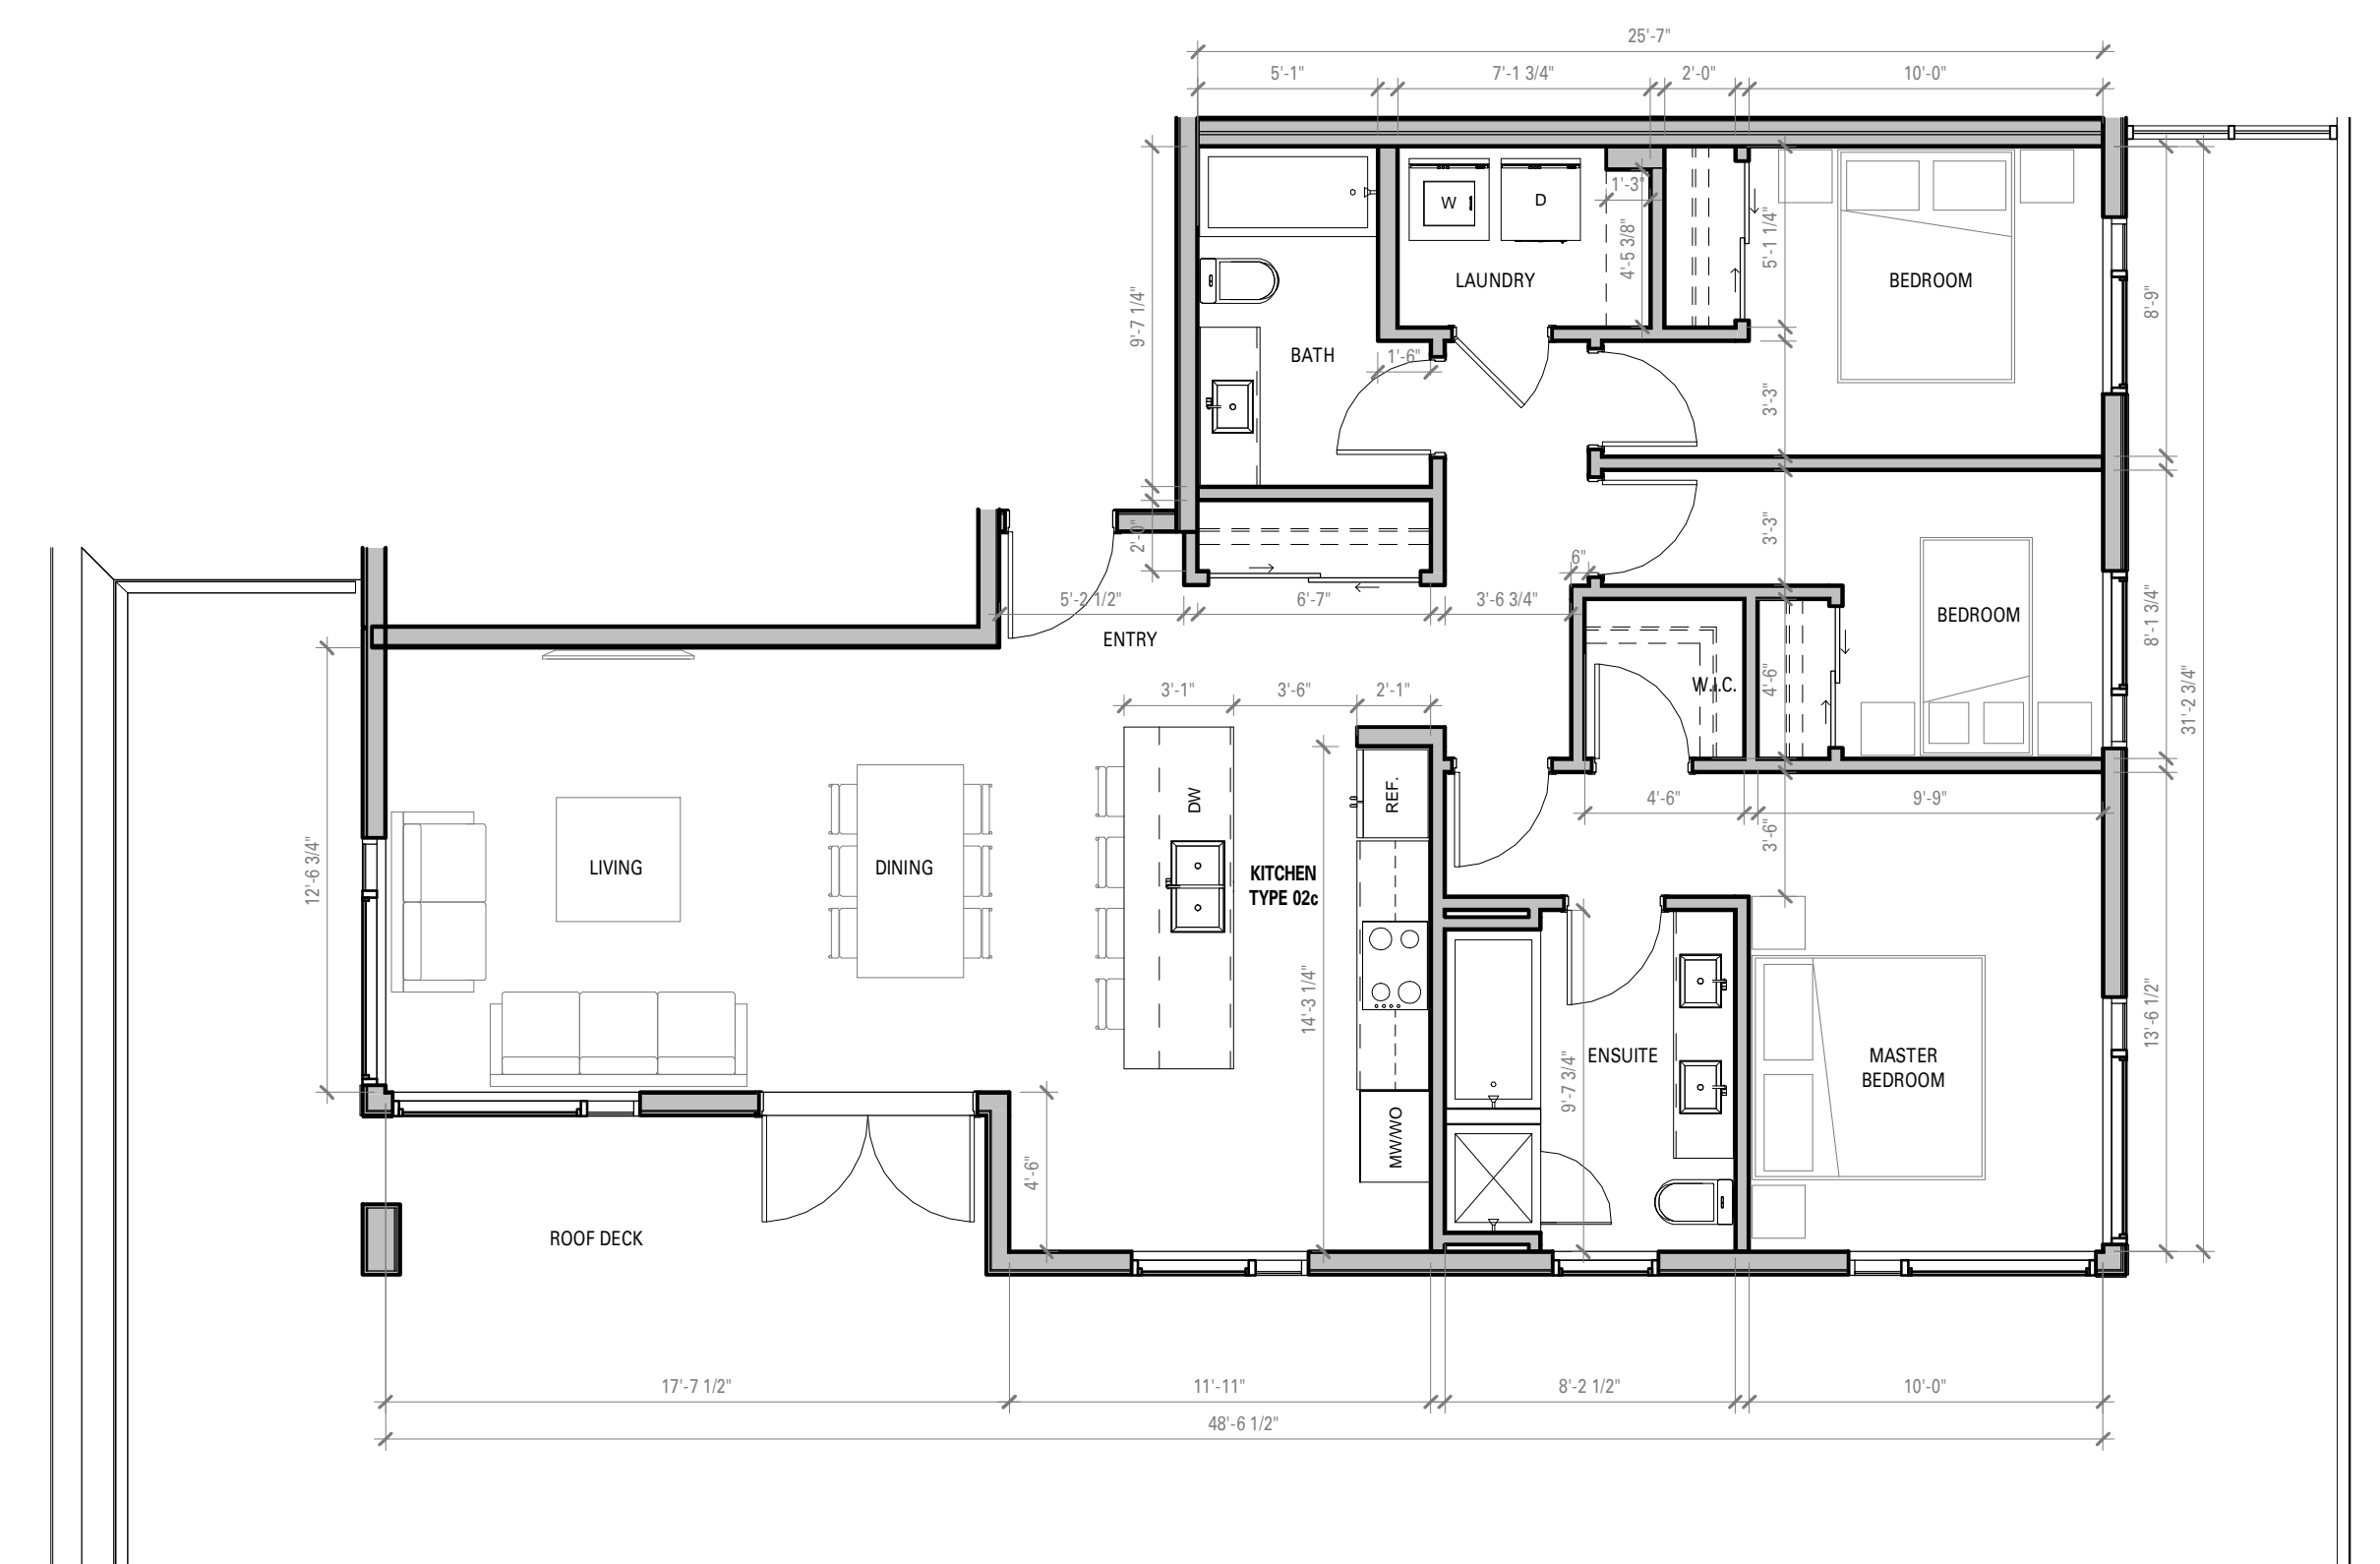 25'-7"
5'-1"
7'-1 3/4"
2'-0"
10'-0"
W
D
1'-3"
4'-5 3/8"
5'-1 1/4"
LAUNDRY
BEDROOM
9'-7 1/4"
8'-9"
BATH
1'-6"
3'-3"
2'-0"
3'-3"
6"
5'-2 1/2"
6'-7"
3'-6 3/4"
BEDROOM
8'-1 3/4"
ENTRY
W.I.C.
4'-6"
31'-2 3/4"
3'-1"
3'-6"
2'-1"
DW
REF.
4'-6"
9'-9"
3'-6"
12'-6 3/4"
LIVING
DINING
KITCHEN
TYPE 02c
14'-3 1/4"
13'-6 1/2"
9'-7 3/4"
ENSUITE
MASTER
BEDROOM
MW/WO
4'-6"
ROOF DECK
17'-7 1/2"
11'-11"
8'-2 1/2"
10'-0"
48'-6 1/2"